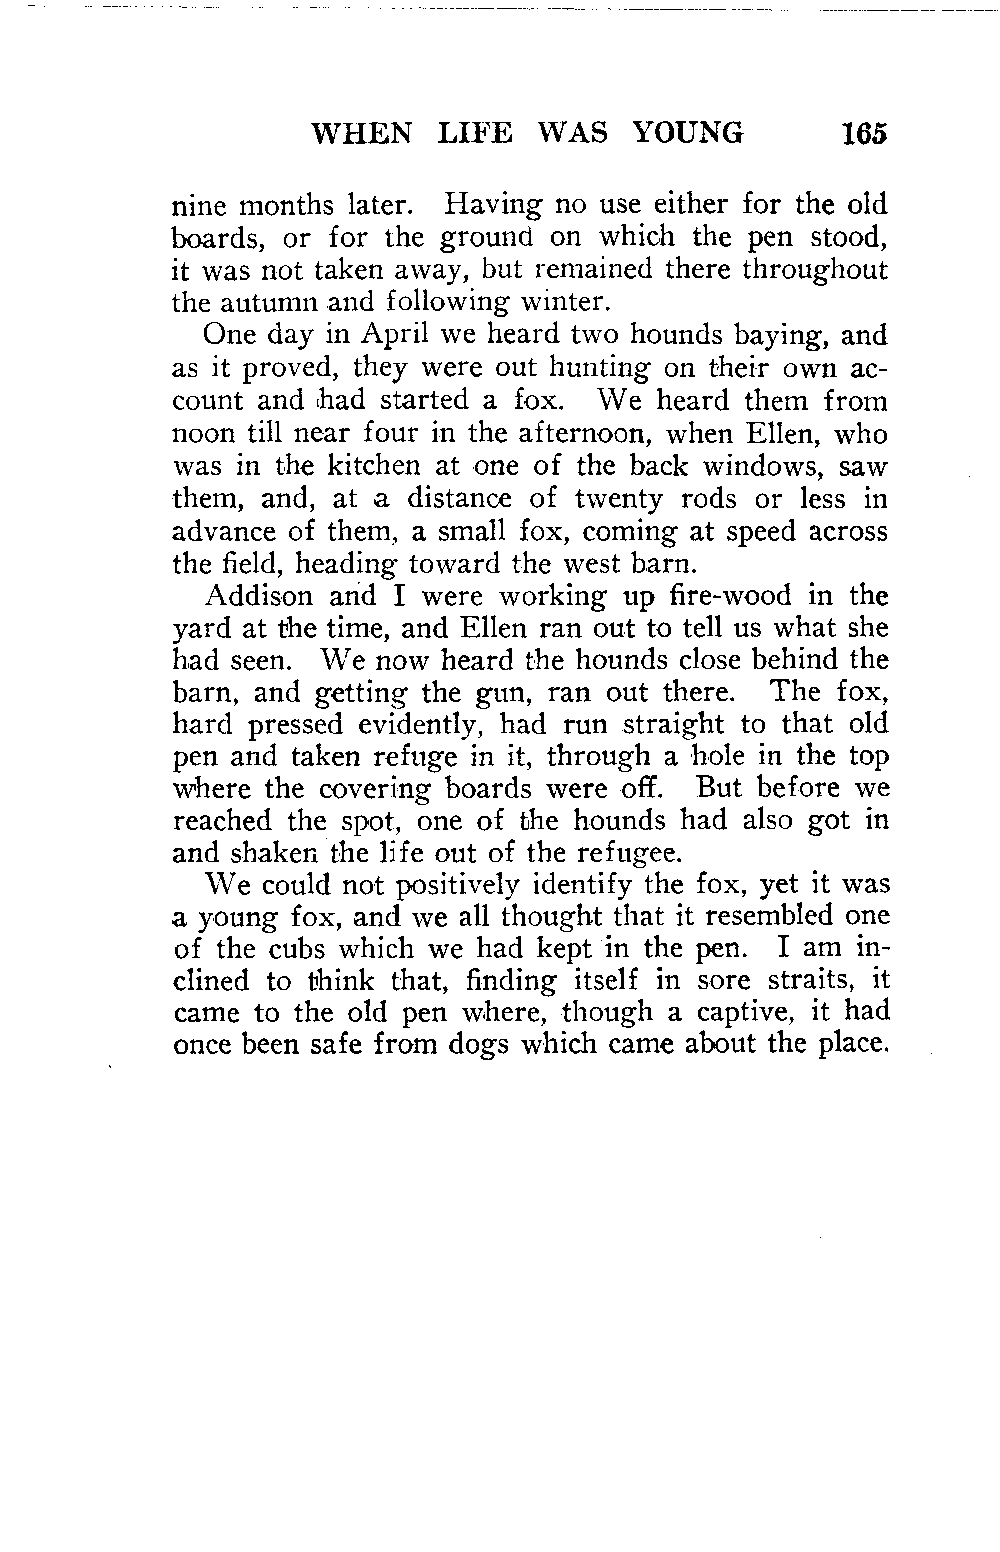 WHEN LIFE WAS YOUNG 165
nine months later. Having no use either for the old
boards, or for the ground on which the pen stood,
it was not taken away, but remained there throughout
the autumn and following winter.
One day in April we heard two hounds baying, and
as it proved, they were out hunting on their own ac-
count and had started a fox. We heard them from
noon till near four in the afternoon, when Ellen, who
was in the kitchen at one of the back windows, saw
them, and, at a distance of twenty rods or less in
advance of them, a small fox, coming at speed across
the field, heading toward the west barn.
Addison and I were working up fire-wood in the
yard at the time, and Ellen ran out to tell us what she
had seen. We now heard the hounds close behind the
barn, and getting the gun, ran out there. The fox,
hard pressed evidently, had run straight to that old
pen and taken refuge in it, through a hole in the top
where the covering boards were off. But before we
reached the spot, one of the hounds had also got in
and shaken the life out of the refugee.
We could not positively identify the fox, yet it was
a young fox, and we all thought that it resembled one
of the cubs which we had kept in the pen. I am in-
clined to think that, finding itself in sore straits, it
came to the old pen where, though a captive, it had
once been safe from dogs which came about the place.